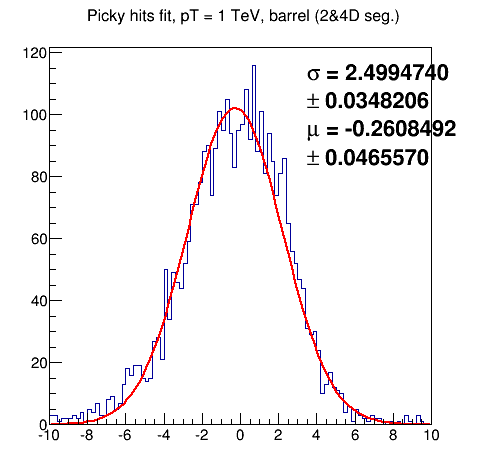 Picky hits fit, pT = 1 TeV, barrel (2&4D seg.)
σ = 2.4994740
± 0.0348206
μ = -0.2608492
± 0.0465570
120
100
80
60
40
20
0
-10 -8 -6 -4 -2 0 2 4 6 8 10